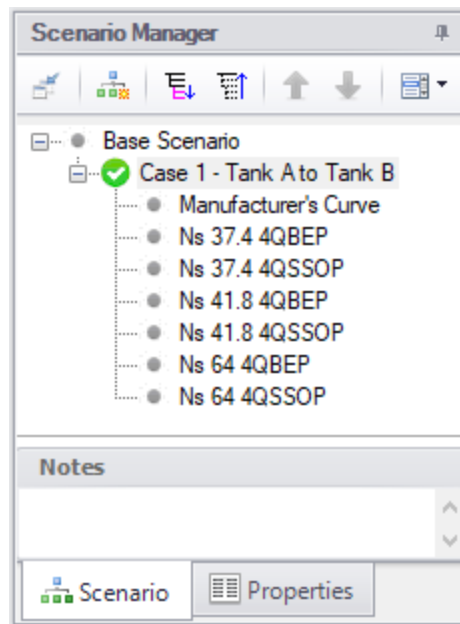 Scenario Manager
Base Scenario
Case 1 - Tank A to Tank B
Manufacturer's Curve
Ns 37.4 4QBEP
Ns 37.4 4QSSOP
Ns 41.8 4QBEP
Ns 41.8 4QSSOP
Ns 64 4QBEP
Ns 64 4QSSOP
Notes
Scenario
Properties